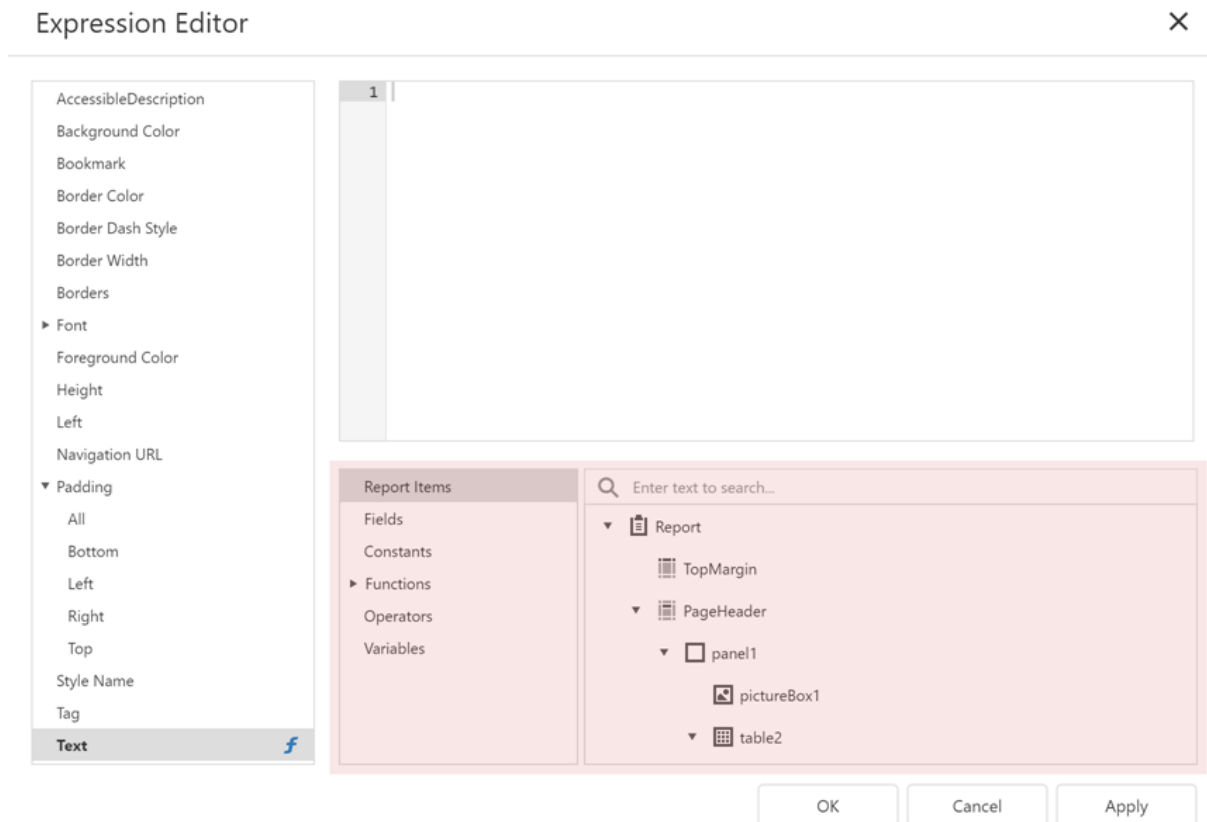 Expression Editor
AccessibleDescription
Background Color
Bookmark
Border Color
Border Dash Style
Border Width
Borders
Font
Foreground Color
Height
Left
Navigation URL
Padding
All
Bottom
Left
Right
Top
Style Name
Tag
Text
1
Report Items
Fields
Constants
Functions
Operators
Variables
Enter text to search...
Report
TopMargin
PageHeader
panel1
pictureBox1
table2
OK
Cancel
Apply